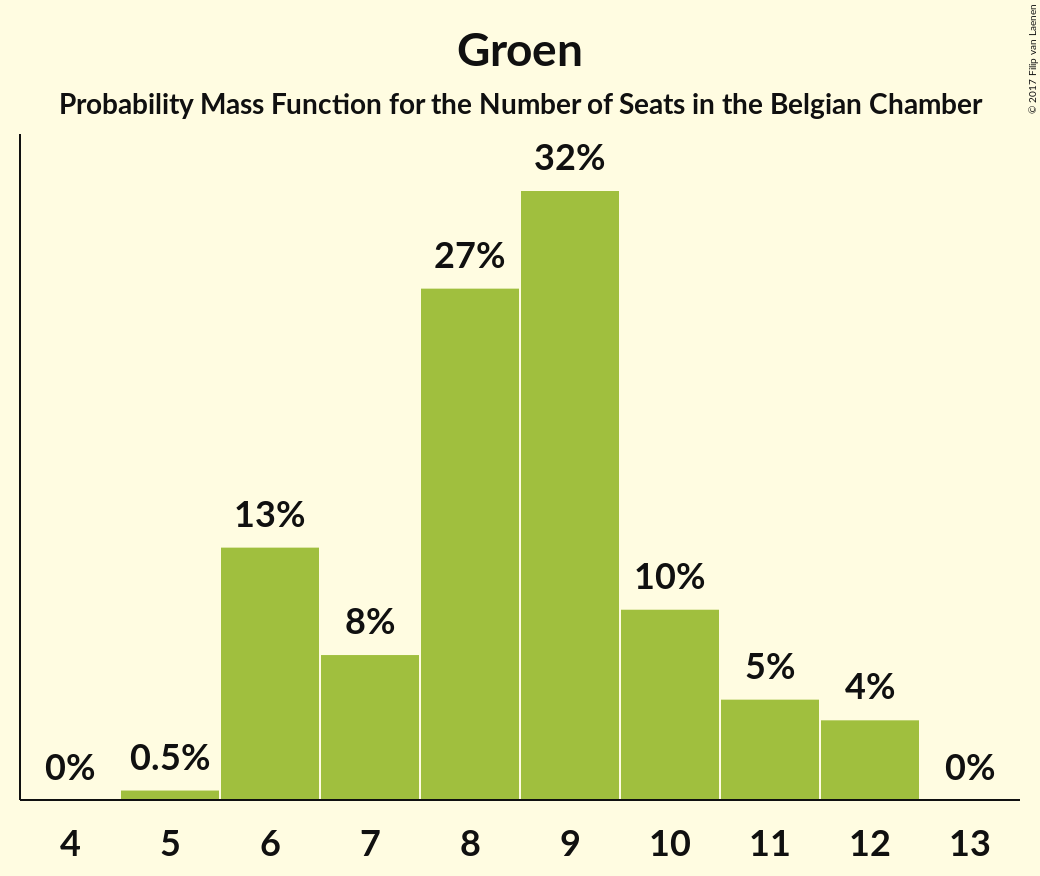 Groen
Probability Mass Function for the Number of Seats in the Belgian Chamber
© 2017 Filip van Laenen
32%
27%
13%
10%
8%
5%
4%
0.5%
0%
0%
4 5 6 7 8 9 10 11 12 13